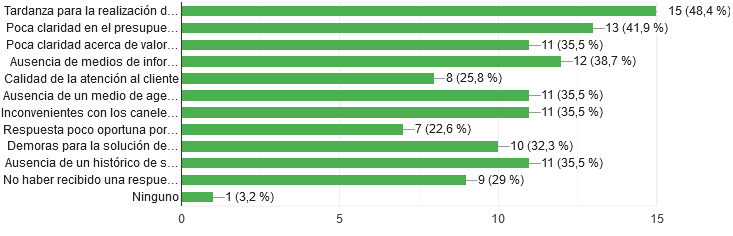 Tardanza para la realización d… 15 (48,4 %)
Poca claridad en el presupue… 13 (41,9 %)
Poca claridad acerca de valor… 11 (35,5 %)
Ausencia de medios de infor… 12 (38,7 %)
Calidad de la atención al cliente 8 (25,8 %)
Ausencia de un medio de age… 11 (35,5 %)
Inconvenientes con los canele… 11 (35,5 %)
Respuesta poco oportuna por… 7 (22,6 %)
Demoras para la solución de… 10 (32,3 %)
Ausencia de un histórico de s… 11 (35,5 %)
No haber recibido una respue… 9 (29 %)
Ninguno 1 (3,2 %)
0 5 10 15